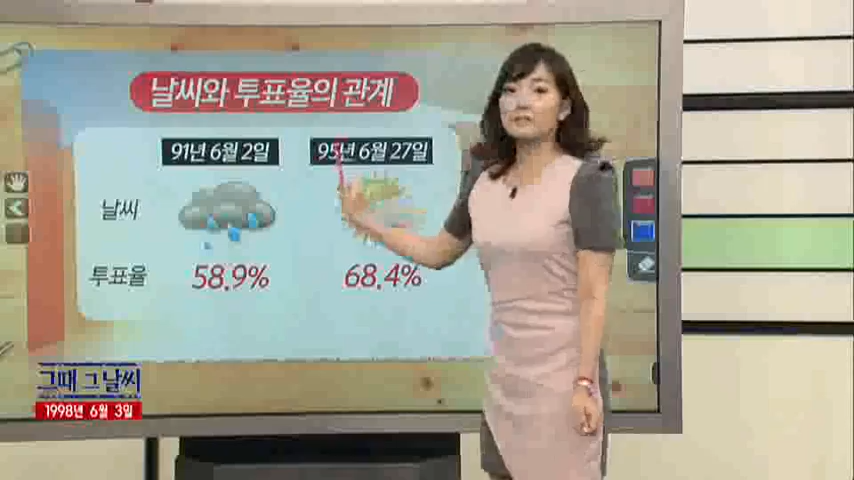 날씨와 투표율의 관계
91년 6월 2일
95년 6월 27일
날씨
투표율
58.9%
68.4%
그때 그 날씨
1998년 6월 3일